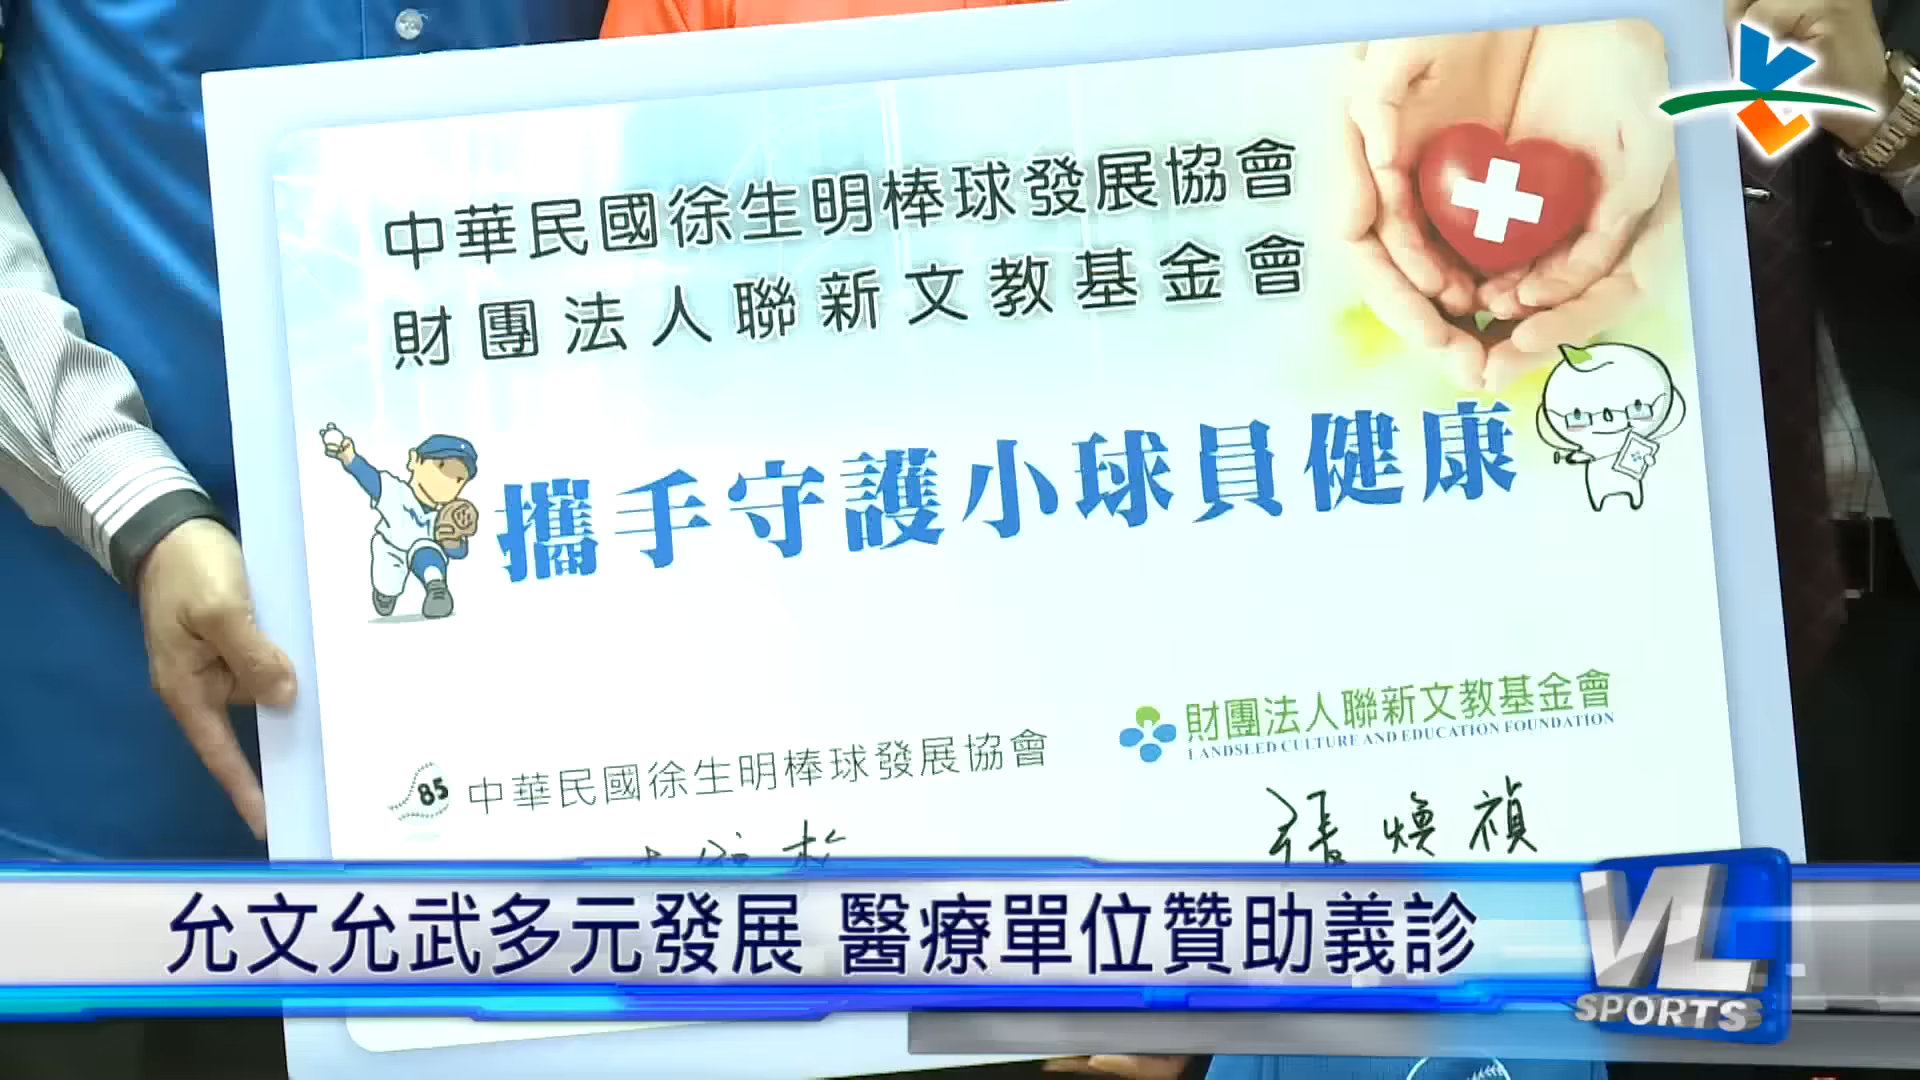 中華民國徐生明棒球發展協會
財團法人聯新文教基金會
攜手守護小球員健康
財團法人聯新文教基金會
LANDSEED CULTURE AND EDUCATION FOUNDATION
85 中華民國徐生明棒球發展協會
張煥禎
允文允武多元發展 醫療單位贊助義診
VL
SPORTS